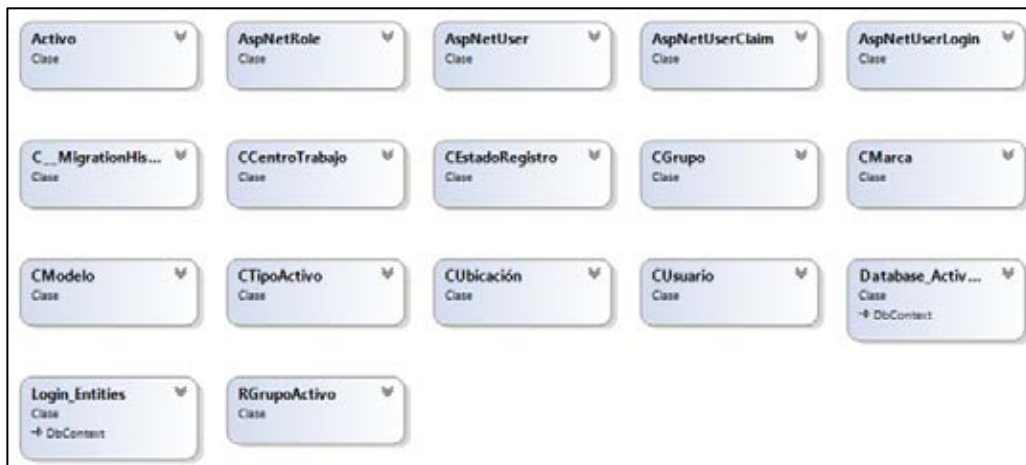 Activo
Clase
AspNetRole
Clase
AspNetUser
Clase
AspNetUserClaim
Clase
AspNetUserLogin
Clase
C__MigrationHis...
Clase
CCentroTrabajo
Clase
CEstadoRegistro
Clase
CGrupo
Clase
CMarca
Clase
CModelo
Clase
CTipoActivo
Clase
CUbicación
Clase
CUsuario
Clase
Database_Activ...
Clase
DbContext
Login_Entities
Clase
DbContext
RGrupoActivo
Clase